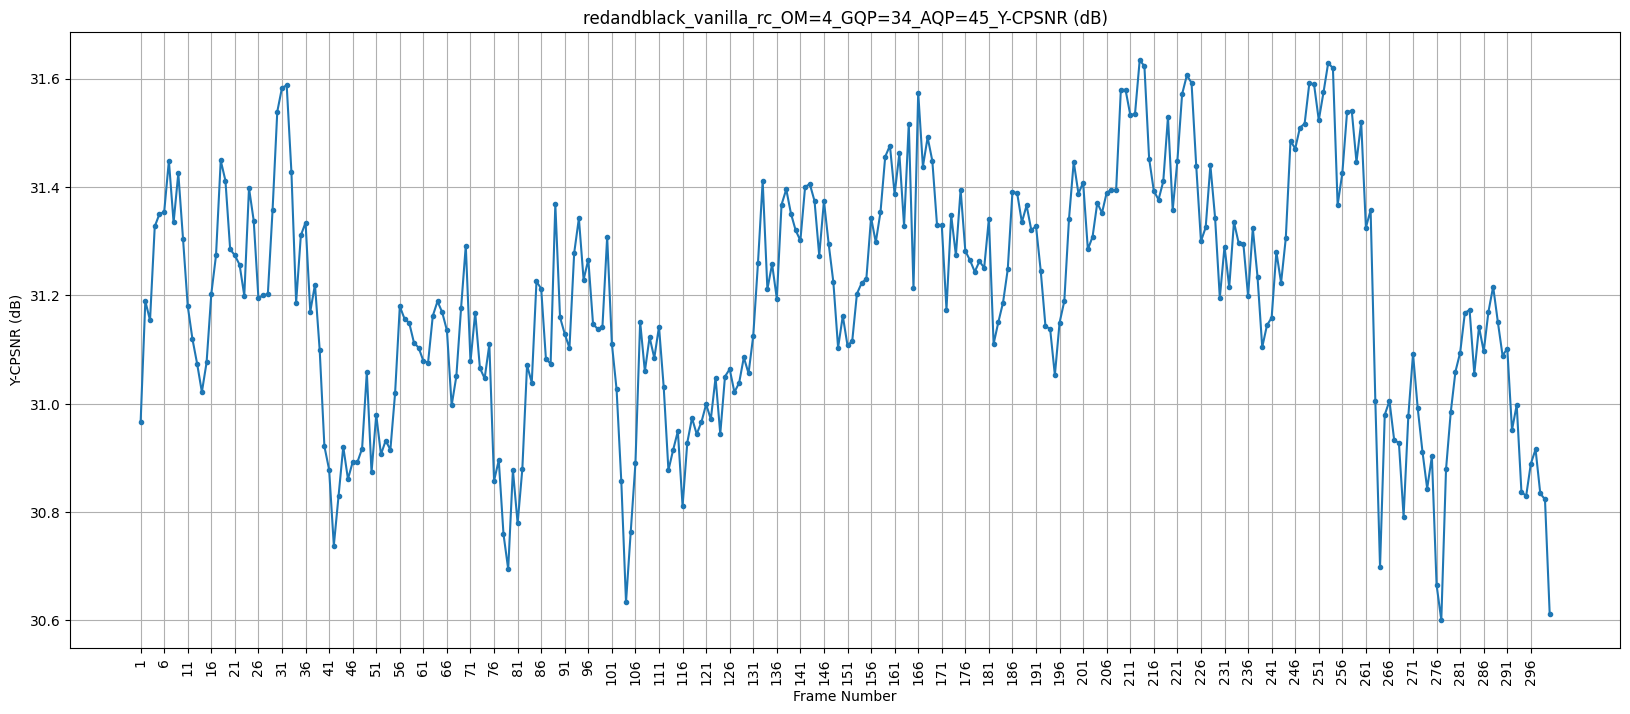 redandblack_vanilla_rc_OM=4_GQP=34_AQP=45_Y-CPSNR (dB)
Y-CPSNR (dB)
31.6
31.4
31.2
31.0
30.8
30.6
1 6 11 16 21 26 31 36 41 46 51 56 61 66 71 76 81 86 91 96 101 106 111 116 121 126 131 136 141 146 151 156 161 166 171 176 181 186 191 196 201 206 211 216 221 226 231 236 241 246 251 256 261 266 271 276 281 286 291 296
Frame Number